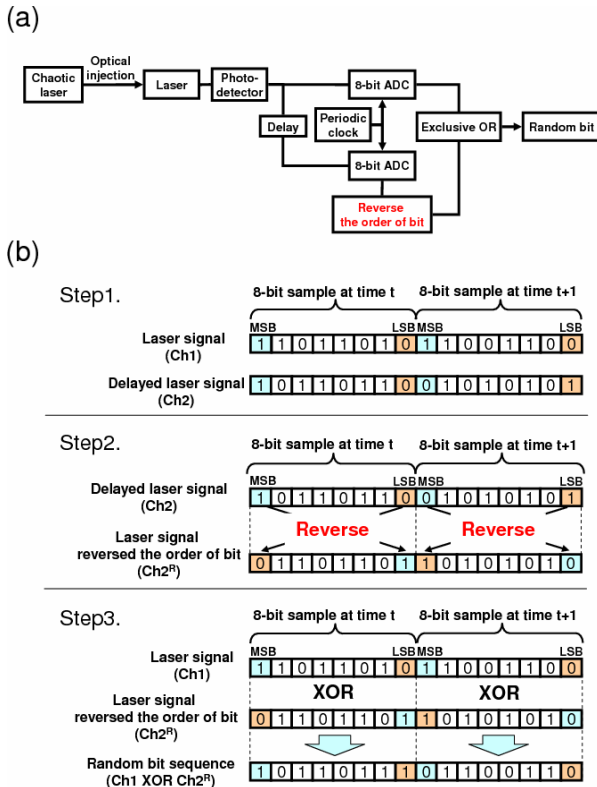 (a)
Optical
injection
Chaotic
laser
Laser
Photo-
detector
8-bit ADC
Delay
Periodic
clock
Exclusive OR
Random bit
8-bit ADC
Reverse
the order of bit
(b)
Step1.
8-bit sample at time t 8-bit sample at time t+1
MSB LSB MSB LSB
Laser signal
(Ch1)
1 1 0 1 1 0 1 0 1 1 0 0 1 1 0 0
Delayed laser signal
(Ch2)
1 0 1 1 0 1 1 0 0 1 0 1 0 1 0 1
Step2.
8-bit sample at time t 8-bit sample at time t+1
MSB LSB MSB LSB
Delayed laser signal
(Ch2)
1 0 1 1 0 1 1 0 0 1 0 1 0 1 0 1
Reverse Reverse
Laser signal
reversed the order of bit
(Ch2ᴿ)
0 1 1 0 1 1 0 1 1 0 1 0 1 0 1 0
Step3.
8-bit sample at time t 8-bit sample at time t+1
MSB LSB MSB LSB
Laser signal
(Ch1)
1 1 0 1 1 0 1 0 1 1 0 0 1 1 0 0
XOR XOR
Laser signal
reversed the order of bit
(Ch2ᴿ)
0 1 1 0 1 1 0 1 1 0 1 0 1 0 1 0
Random bit sequence
(Ch1 XOR Ch2ᴿ)
1 0 1 1 0 1 1 1 0 1 1 0 0 1 1 0